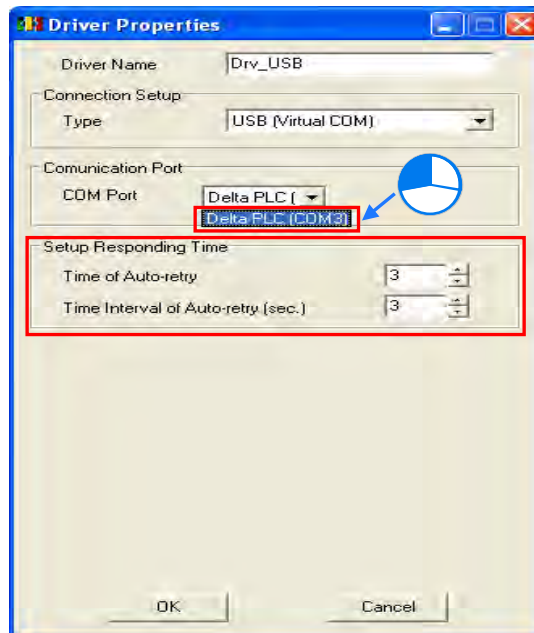 Driver Properties
Driver Name Drv_USB
Connection Setup
Type USB (Virtual COM)
Comunication Port
COM Port Delta PLC (
Delta PLC (COM3)
Setup Responding Time
Time of Auto-retry 3
Time Interval of Auto-retry (sec.) 3
OK Cancel